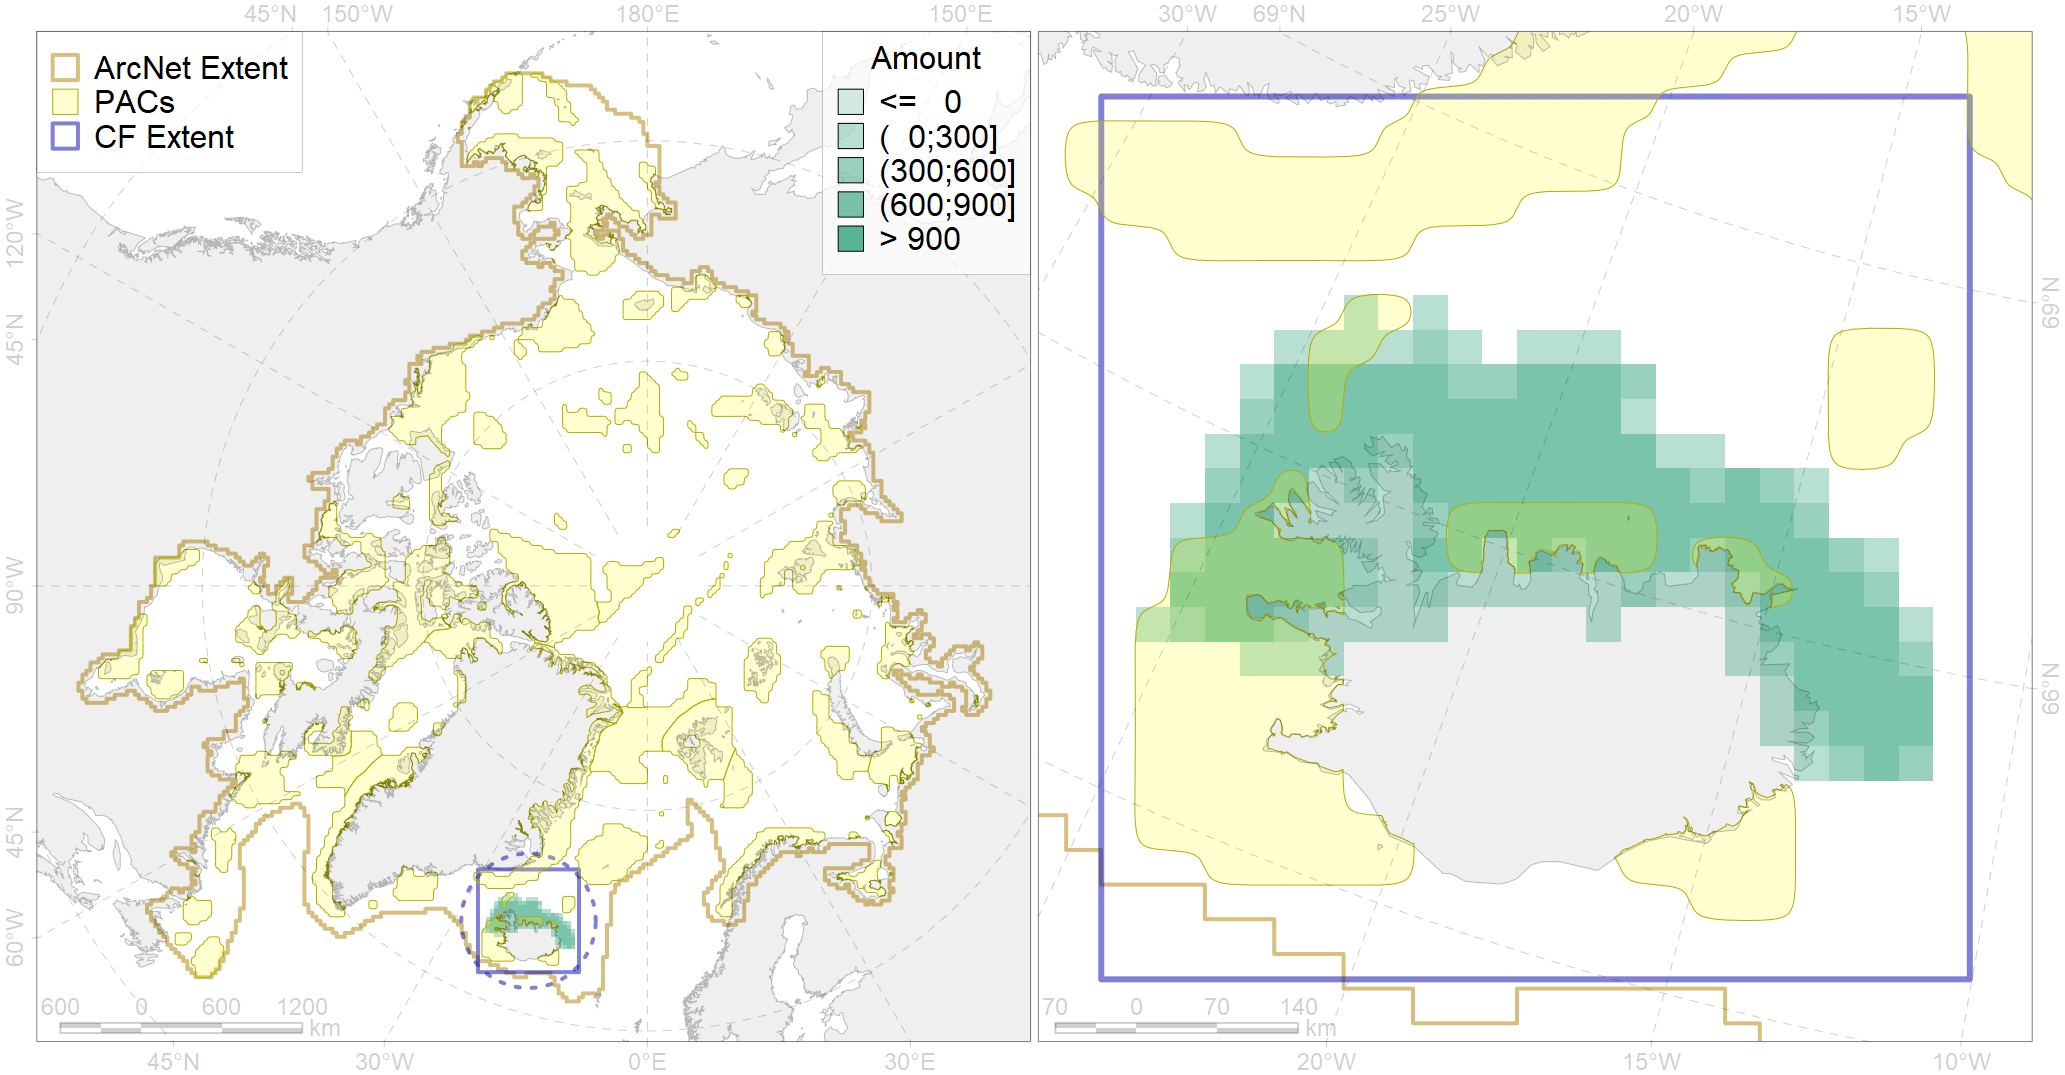 45°N 150°W 180°E 150°E 30°W 69°N 25°W 20°W 15°W
ArcNet Extent
PACs
CF Extent
Amount
<= 0
( 0;300]
(300;600]
(600;900]
> 900
120°W
45°N
90°W
45°N
60°W
69°N
66°N
600 0 600 1200
km
70 0 70 140
km
45°N 30°W 0°E 30°E 20°W 15°W 10°W